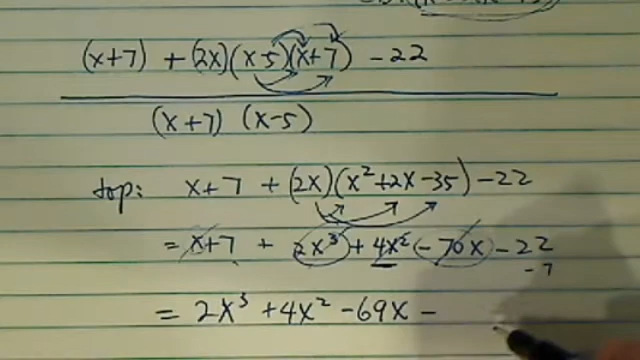 (x+7) + (2x)(x-5)(x+7) - 22
(x+7) (x-5)
top: x+7 + (2x)(x² + 2x - 35) - 22
= x+7 + 2x³ + 4x² - 70x - 22
-7
= 2x³ + 4x² - 69x -